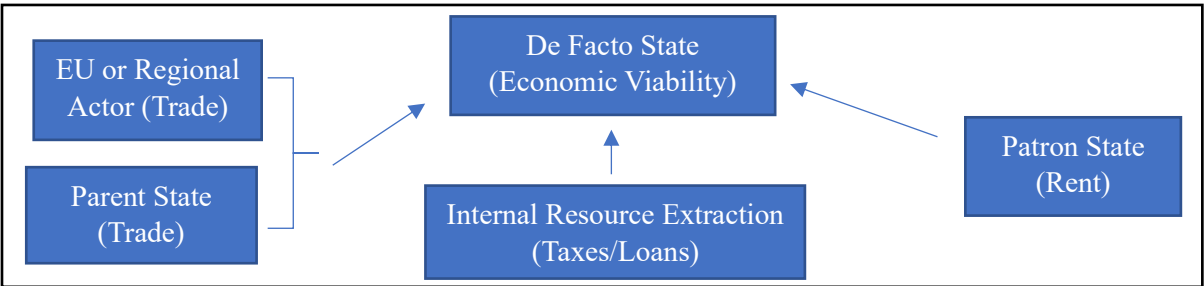 EU or Regional
Actor (Trade)
Parent State
(Trade)
De Facto State
(Economic Viability)
Internal Resource Extraction
(Taxes/Loans)
Patron State
(Rent)